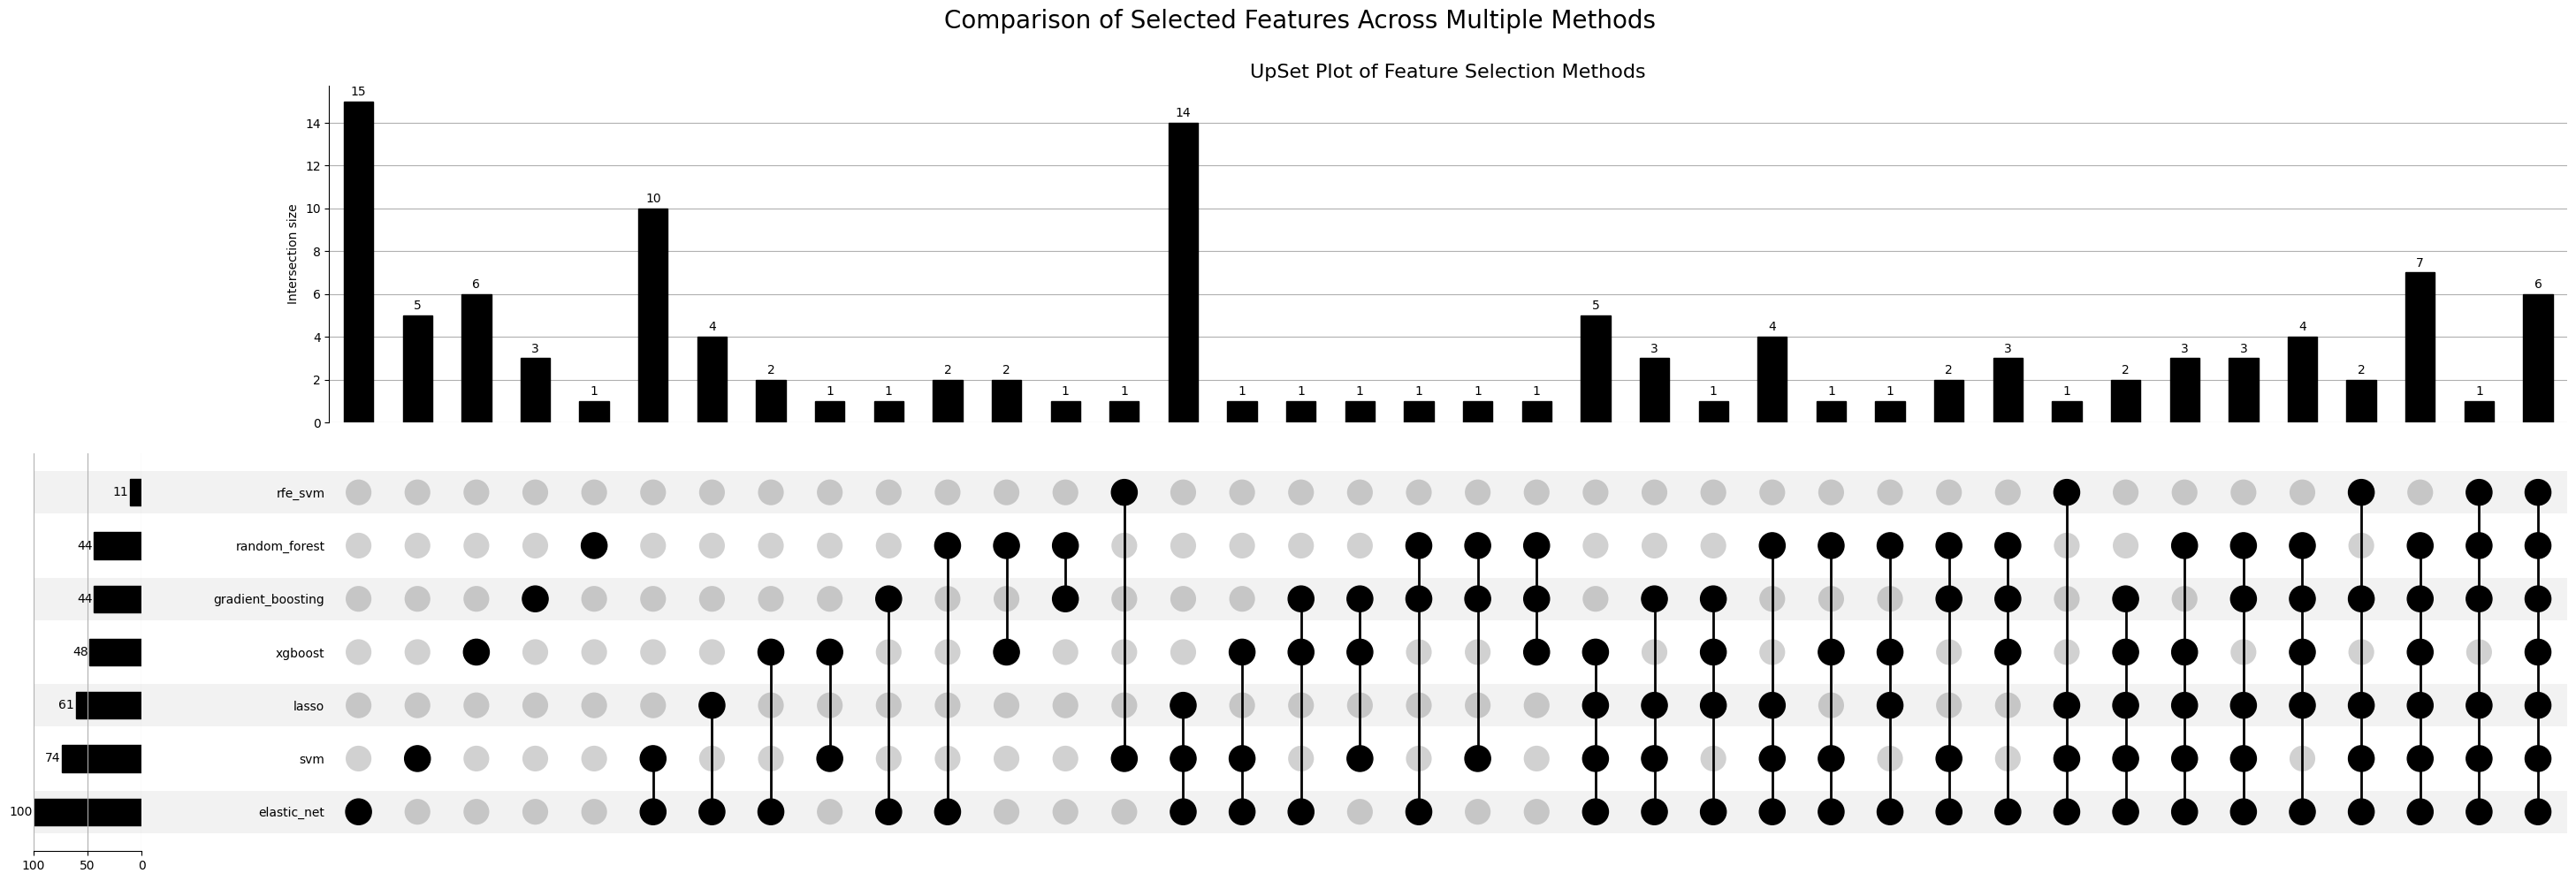 Comparison of Selected Features Across Multiple Methods
UpSet Plot of Feature Selection Methods
15 5 6 3 1 10 4 2 1 1 2 2 1 1 14 1 1 1 1 1 1 5 3 1 4 1 1 2 3 1 2 3 3 4 2 7 1 6
14
12
10
8
6
4
2
0
Intersection size
11 rfe_svm
44 random_forest
44 gradient_boosting
48 xgboost
61 lasso
74 svm
100 elastic_net
100 50 0